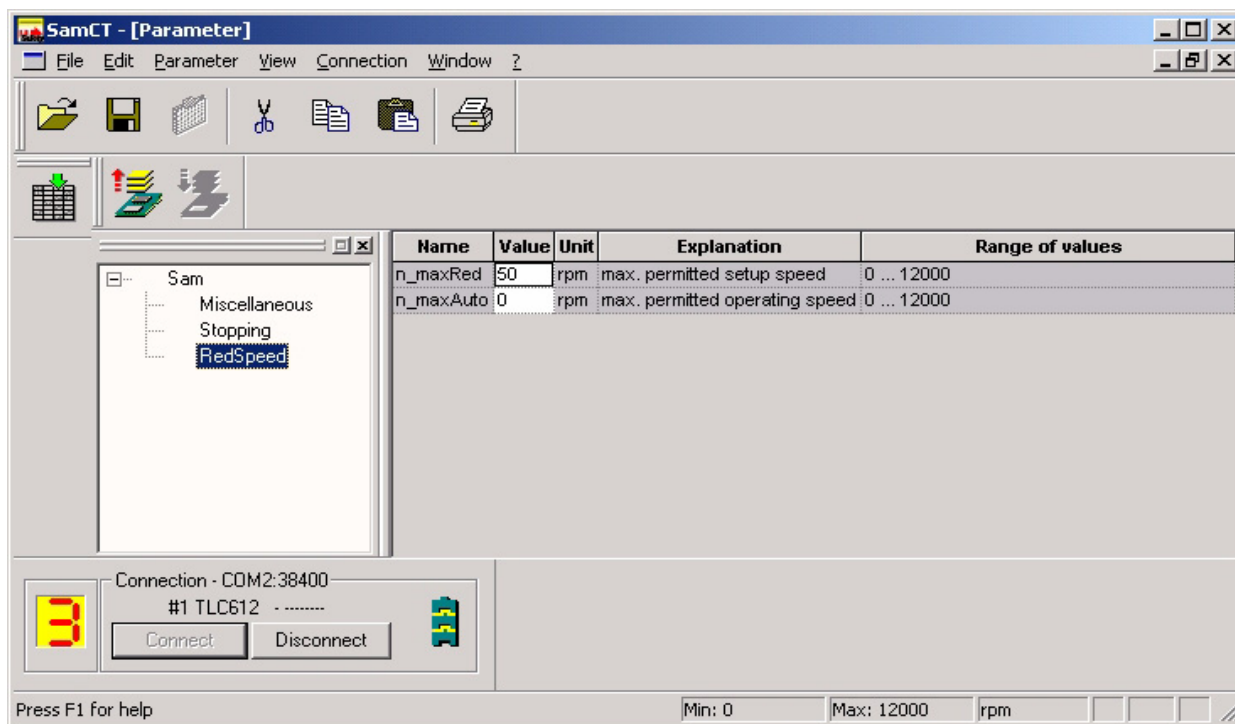 SamCT - [Parameter]
File Edit Parameter View Connection Window ?
Name Value Unit Explanation Range of values
n_maxRed 50 rpm max. permitted setup speed 0 ... 12000
n_maxAuto 0 rpm max. permitted operating speed 0 ... 12000
Sam
Miscellaneous
Stopping
RedSpeed
Connection - COM2:38400
#1 TLC612 - --------
3
Connect Disconnect
Press F1 for help Min: 0 Max: 12000 rpm